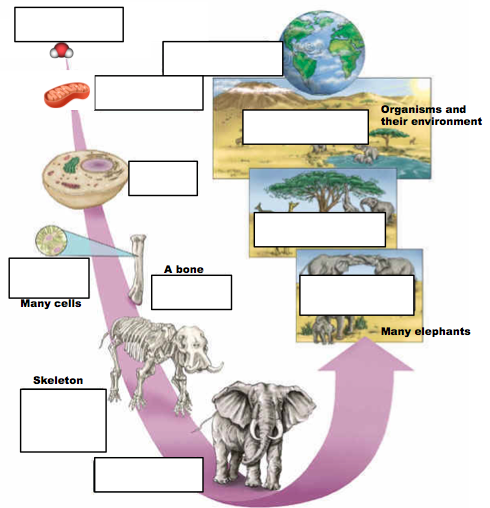 Organisms and
their environment
A bone
Many cells
Many elephants
Skeleton